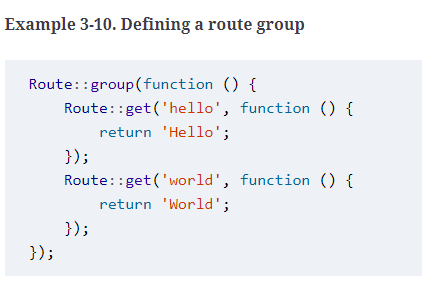 Example 3-10. Defining a route group
Route::group(function () {
    Route::get('hello', function () {
        return 'Hello';
    });
    Route::get('world', function () {
        return 'World';
    });
});